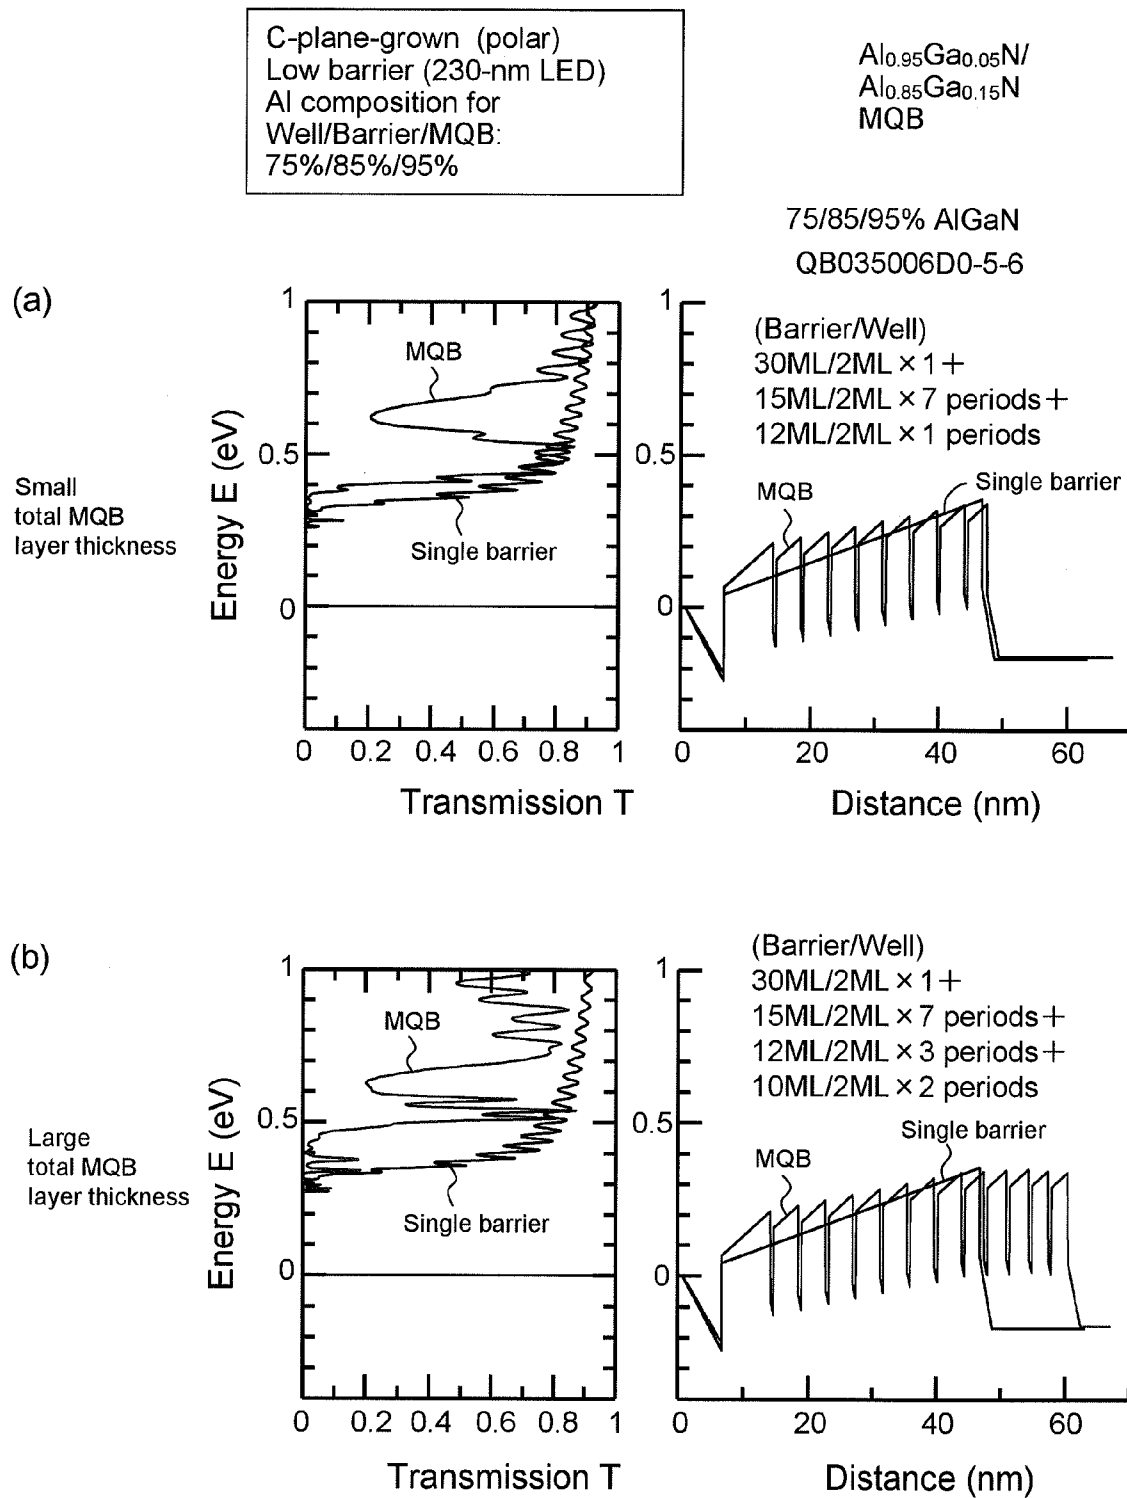 C-plane-grown (polar)
Low barrier (230-nm LED)
Al composition for
Well/Barrier/MQB:
75%/85%/95%
Al0.95Ga0.05N/
Al0.85Ga0.15N
MQB
75/85/95% AlGaN
QB035006D0-5-6
(a)
Small
total MQB
layer thickness
Energy E (eV)
1
0.5
0
MQB
Single barrier
0 0.2 0.4 0.6 0.8 1
Transmission T
1
0.5
0
(Barrier/Well)
30ML/2ML × 1+
15ML/2ML × 7 periods+
12ML/2ML × 1 periods
MQB
Single barrier
0 20 40 60
Distance (nm)
(b)
Large
total MQB
layer thickness
Energy E (eV)
1
0.5
0
MQB
Single barrier
0 0.2 0.4 0.6 0.8 1
Transmission T
1
0.5
0
(Barrier/Well)
30ML/2ML × 1+
15ML/2ML × 7 periods+
12ML/2ML × 3 periods+
10ML/2ML × 2 periods
Single barrier
MQB
0 20 40 60
Distance (nm)